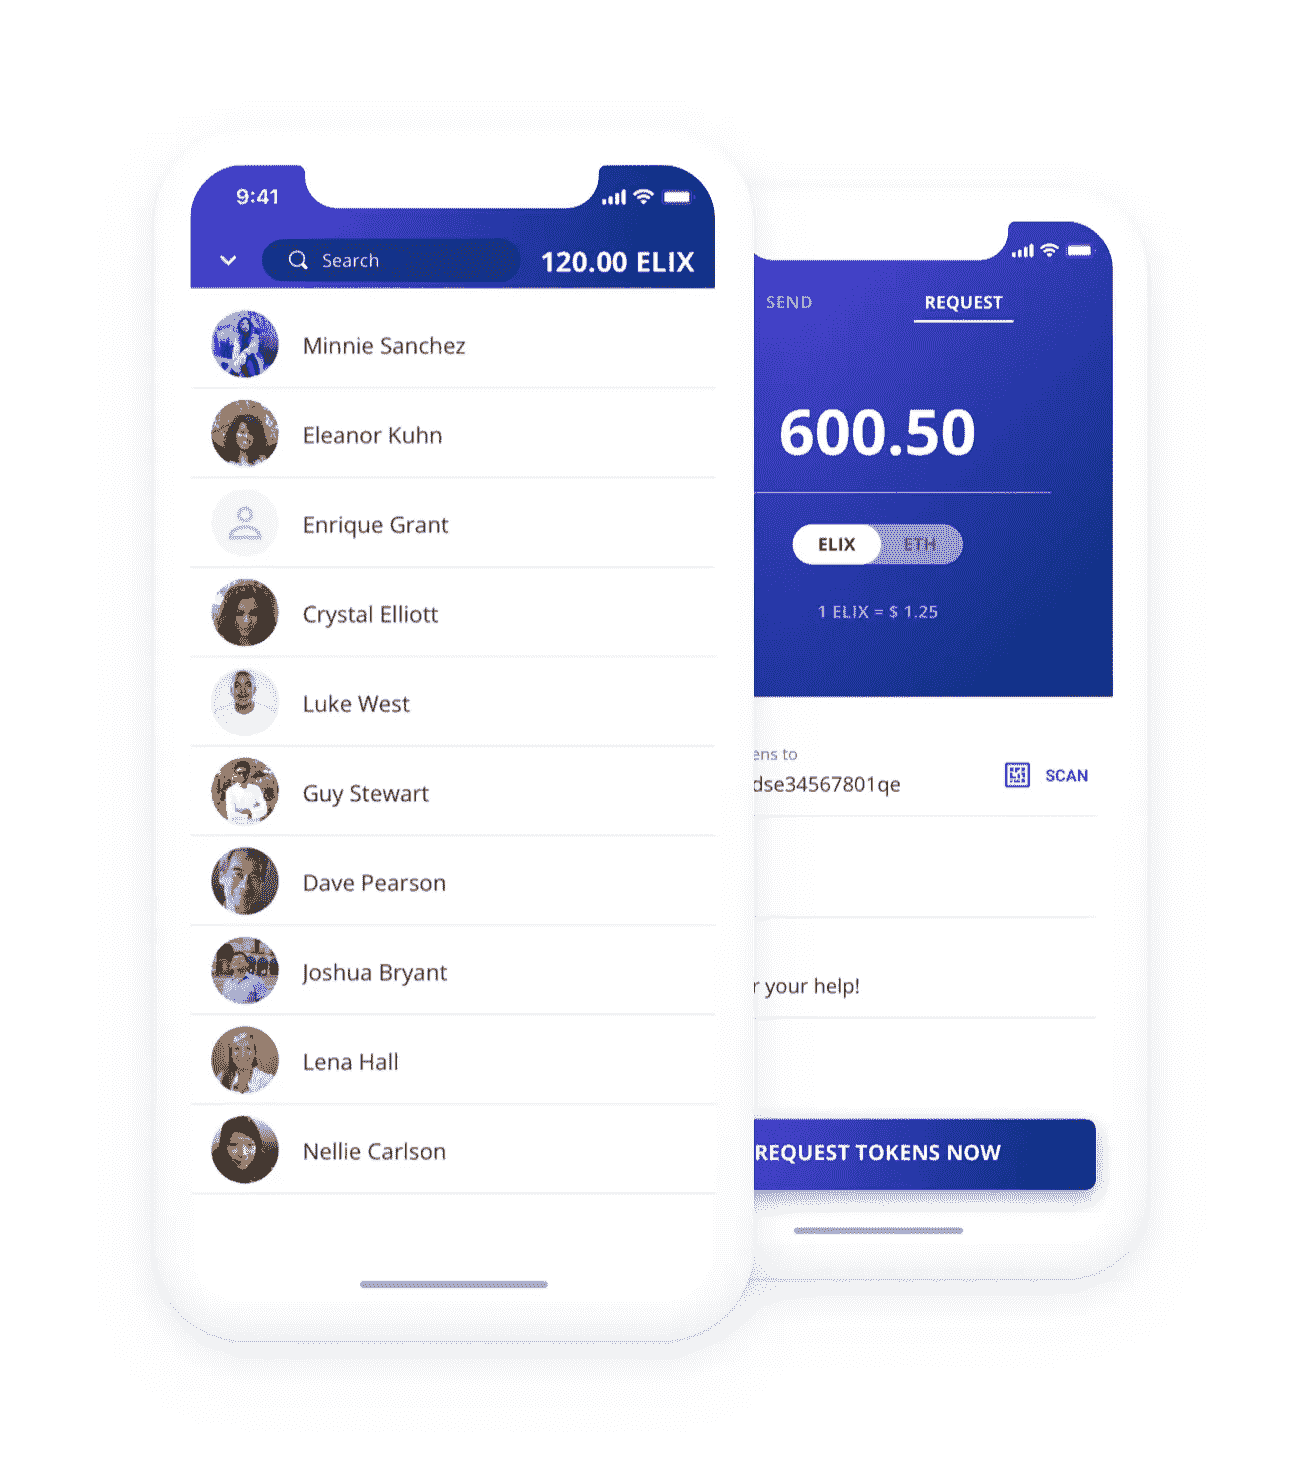 9:41
Search
120.00 ELIX
Minnie Sanchez
Eleanor Kuhn
Enrique Grant
Crystal Elliott
Luke West
Guy Stewart
Dave Pearson
Joshua Bryant
Lena Hall
Nellie Carlson
SEND
REQUEST
600.50
ELIX
ETH
1 ELIX = $ 1.25
ens to
dse34567801qe
SCAN
r your help!
REQUEST TOKENS NOW